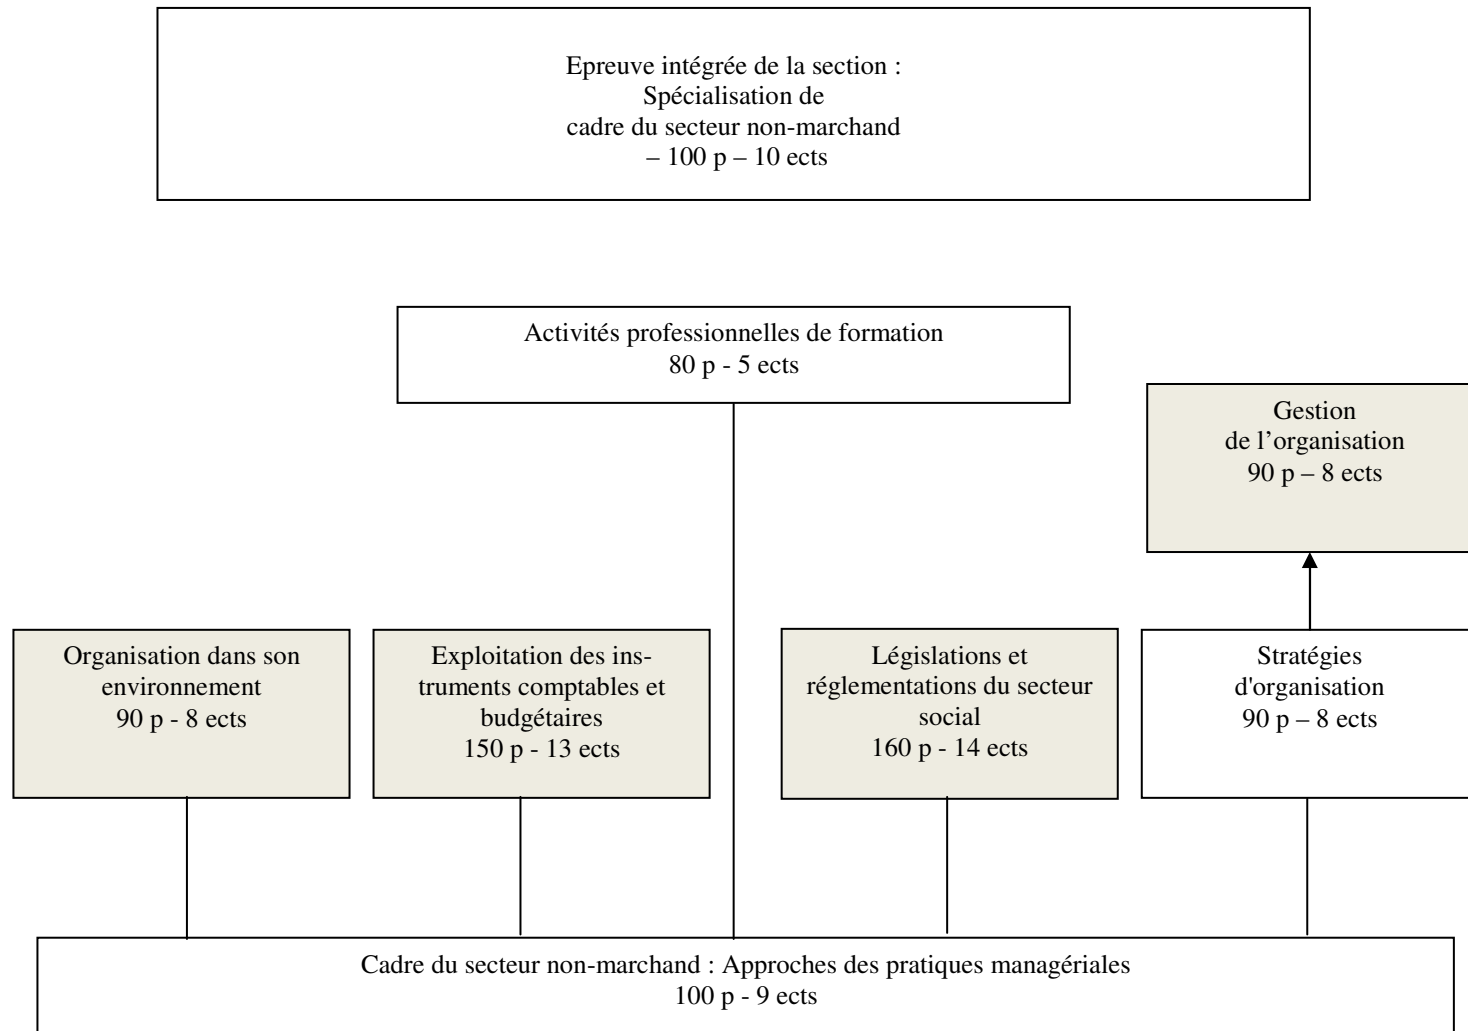 Epreuve intégrée de la section :
Spécialisation de
cadre du secteur non-marchand
– 100 p – 10 ects
Activités professionnelles de formation
80 p - 5 ects
Gestion
de l’organisation
90 p – 8 ects
Organisation dans son
environnement
90 p - 8 ects
Exploitation des ins-
truments comptables et
budgétaires
150 p - 13 ects
Législations et
réglementations du secteur
social
160 p - 14 ects
Stratégies
d'organisation
90 p – 8 ects
Cadre du secteur non-marchand : Approches des pratiques managériales
100 p - 9 ects